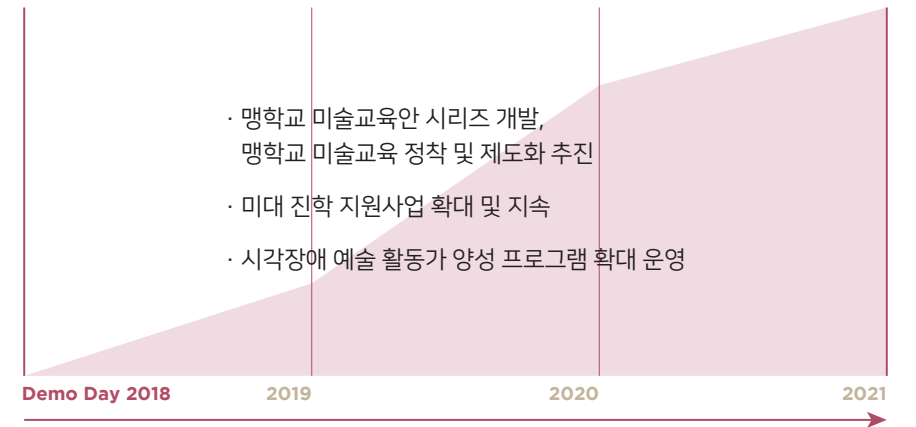 · 맹학교 미술교육안 시리즈 개발,
맹학교 미술교육 정착 및 제도화 추진
· 미대 진학 지원사업 확대 및 지속
· 시각장애 예술 활동가 양성 프로그램 확대 운영
Demo Day 2018 2019 2020 2021